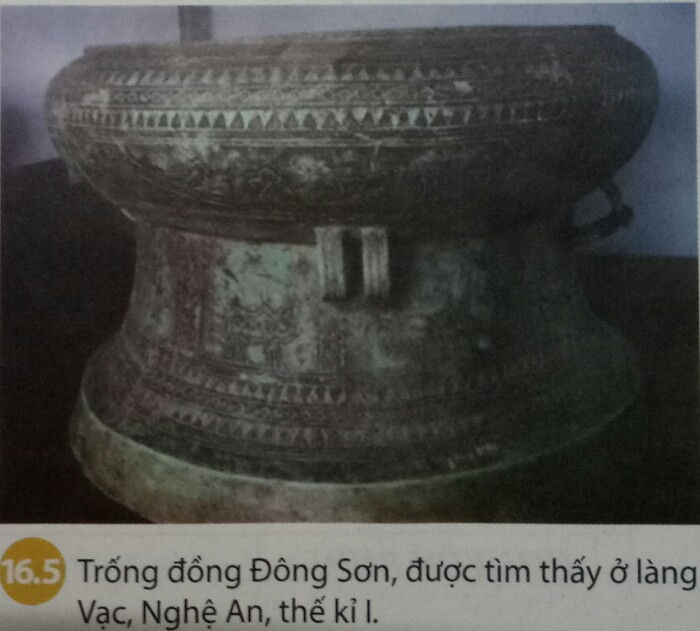 16.5 Trống đồng Đông Sơn, được tìm thấy ở làng
Vạc, Nghệ An, thế kỉ I.